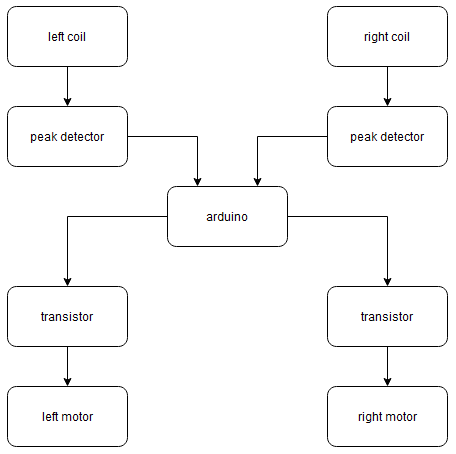 left coil
right coil
peak detector
peak detector
arduino
transistor
transistor
left motor
right motor